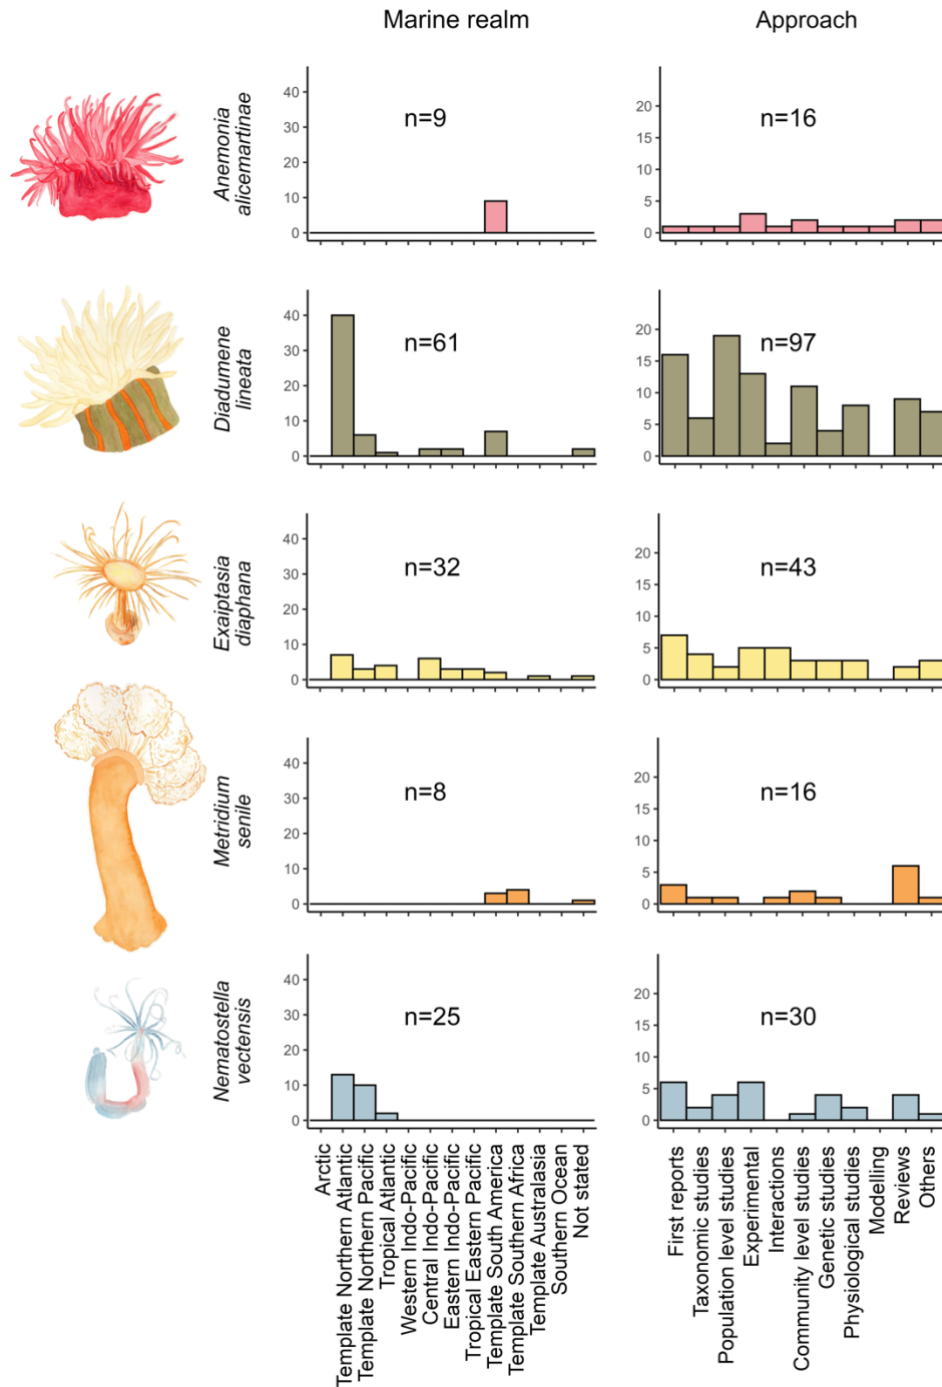 Marine realm
Approach
Anemonia
alicemartinae
40
30
20
10
0
n=9
20
15
10
5
0
n=16
Diadumene
lineata
40
30
20
10
0
n=61
20
15
10
5
0
n=97
Exaiptasia
diaphana
40
30
20
10
0
n=32
20
15
10
5
0
n=43
Metridium
senile
40
30
20
10
0
n=8
20
15
10
5
0
n=16
Nematostella
vectensis
40
30
20
10
0
n=25
20
15
10
5
0
n=30
Arctic
Template Northern Atlantic
Template Northern Pacific
Tropical Atlantic
Western Indo-Pacific
Central Indo-Pacific
Eastern Indo-Pacific
Tropical Eastern Pacific
Template South America
Template Southern Africa
Template Australasia
Southern Ocean
Not stated
First reports
Taxonomic studies
Population level studies
Experimental
Interactions
Community level studies
Genetic studies
Physiological studies
Modelling
Reviews
Others